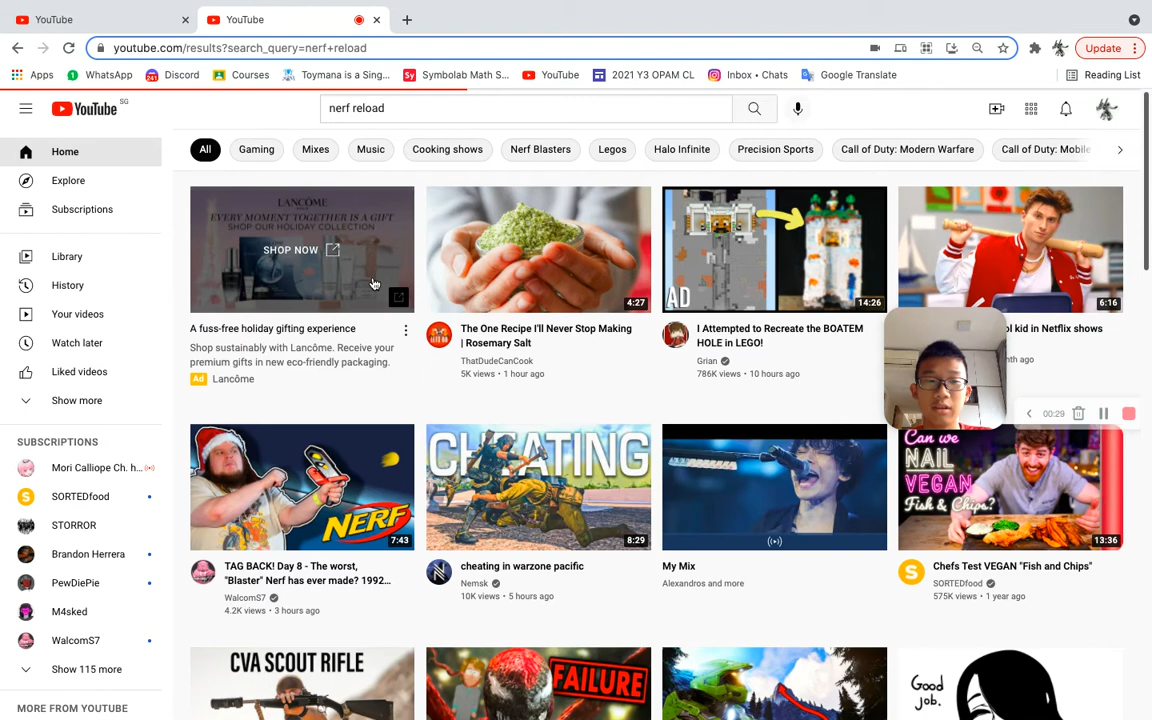 YouTube
YouTube
youtube.com/results?search_query=nerf+reload
Update
Apps
WhatsApp
241
Discord
Courses
Toymana is a Sing...
Sy
Symbolab Math S...
YouTube
2021 Y3 OPAM CL
Inbox • Chats
Google Translate
Reading List
YouTube SG
nerf reload
All
Gaming
Mixes
Music
Cooking shows
Nerf Blasters
Legos
Halo Infinite
Precision Sports
Call of Duty: Modern Warfare
Call of Duty: Mobile
Home
Explore
Subscriptions
Library
History
Your videos
Watch later
Liked videos
Show more
SUBSCRIPTIONS
Mori Calliope Ch. h...
SORTEDfood
STORROR
Brandon Herrera
PewDiePie
M4sked
WalcomS7
Show 115 more
MORE FROM YOUTUBE
LANCÔME
EVERY MOMENT TOGETHER IS A GIFT
SHOP OUR HOLIDAY COLLECTION
SHOP NOW
A fuss-free holiday gifting experience
Shop sustainably with Lancôme. Receive your
premium gifts in new eco-friendly packaging.
Ad Lancôme
4:27
The One Recipe I'll Never Stop Making
| Rosemary Salt
ThatDudeCanCook
5K views • 1 hour ago
AD
14:26
I Attempted to Recreate the BOATEM
HOLE in LEGO!
Grian
786K views • 10 hours ago
6:16
ol kid in Netflix shows
nth ago
00:29
NERF
7:43
TAG BACK! Day 8 - The worst,
"Blaster" Nerf has ever made? 1992...
WalcomS7
4.2K views • 3 hours ago
CHEATING
8:29
cheating in warzone pacific
Nemsk
10K views • 5 hours ago
My Mix
Alexandros and more
Can we
NAIL
VEGAN
Fish & Chips?
13:36
Chefs Test VEGAN "Fish and Chips"
SORTEDfood
575K views • 1 year ago
CVA SCOUT RIFLE
FAILURE
Good
job.